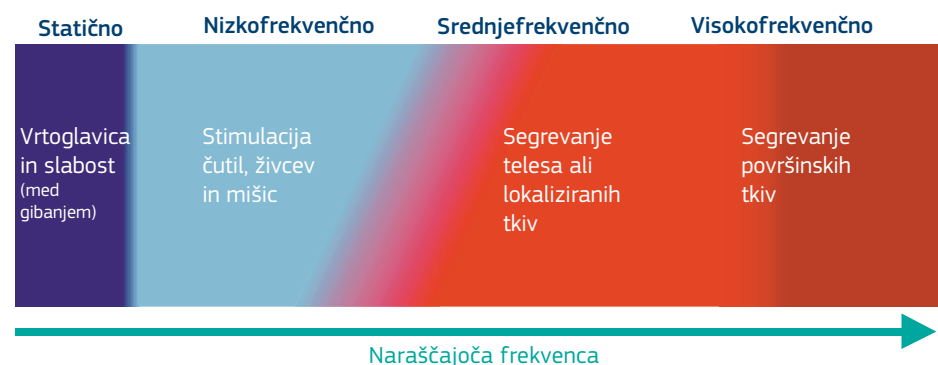 Statično
Nizkofrekvenčno
Srednjefrekvenčno
Visokofrekvenčno
Vrtoglavica
in slabost
(med
gibanjem)
Stimulacija
čutil, živcev
in mišic
Segrevanje
telesa ali
lokaliziranih
tkiv
Segrevanje
površinskih
tkiv
Naraščajoča frekvenca